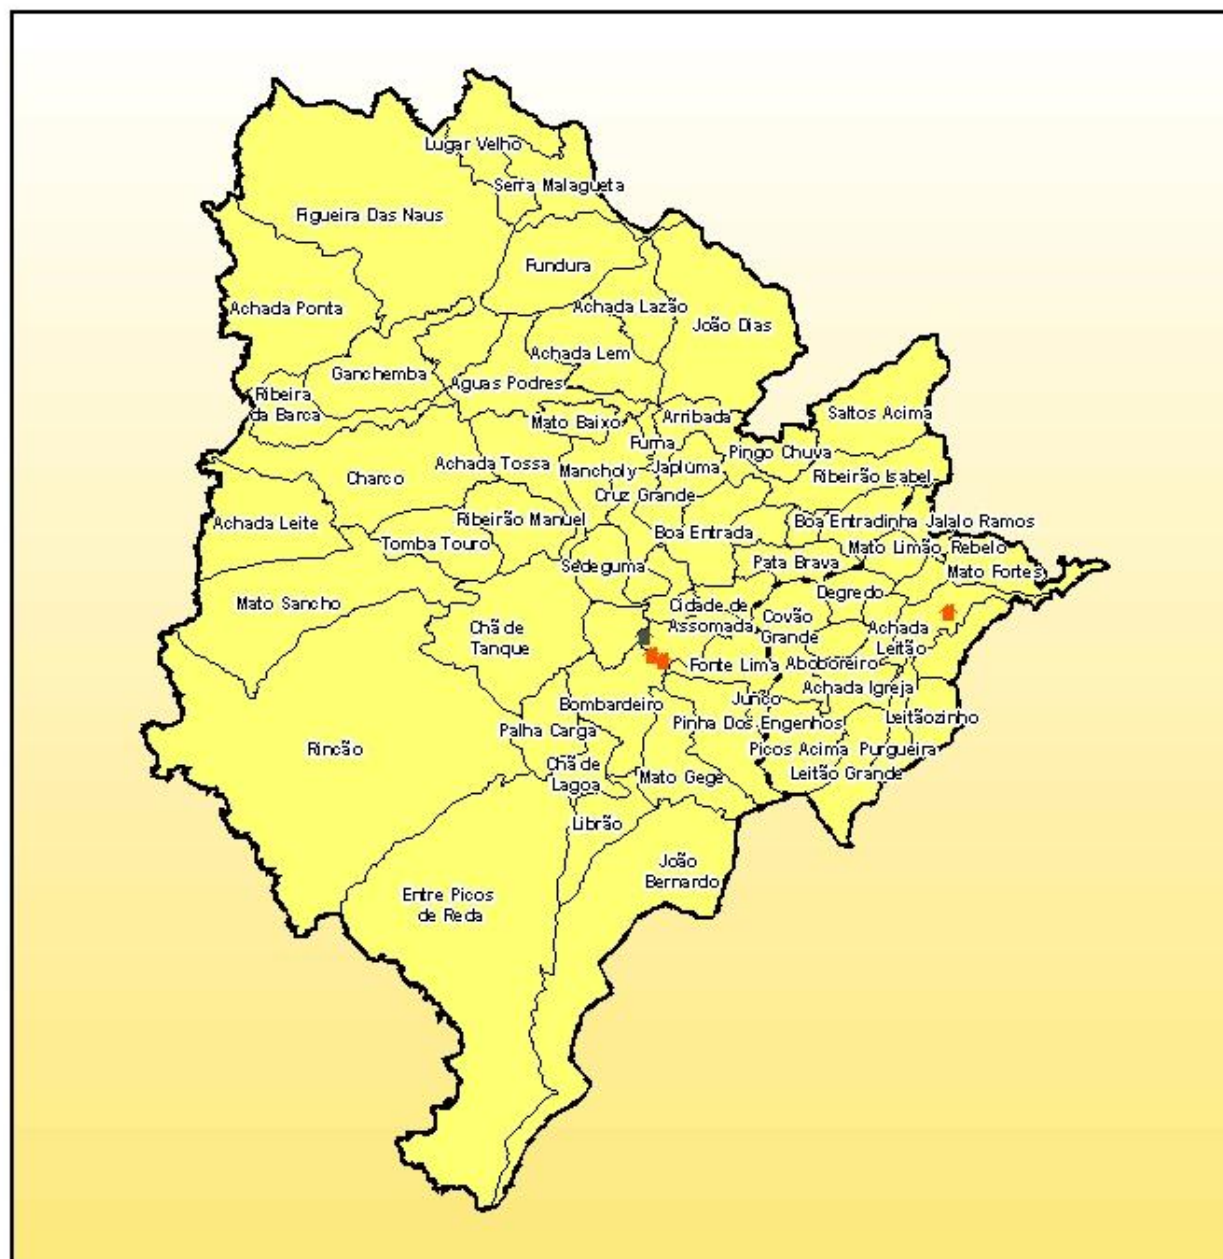 Lugar Velho
Serra Malagueta
Figueira Das Naus
Fundura
Achada Ponta
Achada Lazão
João Dias
Achada Lem
Ganchemba
Aguas Podres
Ribeira
da Barca
Mato Baixo
Arribada
Saltos Acima
Furna
Pingo Chuva
Achada Tossa
Mancholy
Japluma
Charco
Ribeirão Isabel
Cruz Grande
Achada Leite
Ribeirão Manuel
Boa Entrada
Boa Entradinha
Jalalo Ramos
Tomba Touro
Mato Limão
Rebelo
Sedeguma
Pata Brava
Mato Fortes
Mato Sancho
Degredo
Cidade de
Assomada
Covão
Grande
Chã de
Tanque
Achada
Leitão
Fonte Lima
Aboboreiro
Achada Igreja
Bombardeiro
Junco
Leitãozinho
Pinha Dos Engenhos
Palha Carga
Rincão
Picos Acima
Purgueira
Chã de
Lagoa
Mato Gege
Leitão Grande
Librão
João
Bernardo
Entre Picos
de Reda